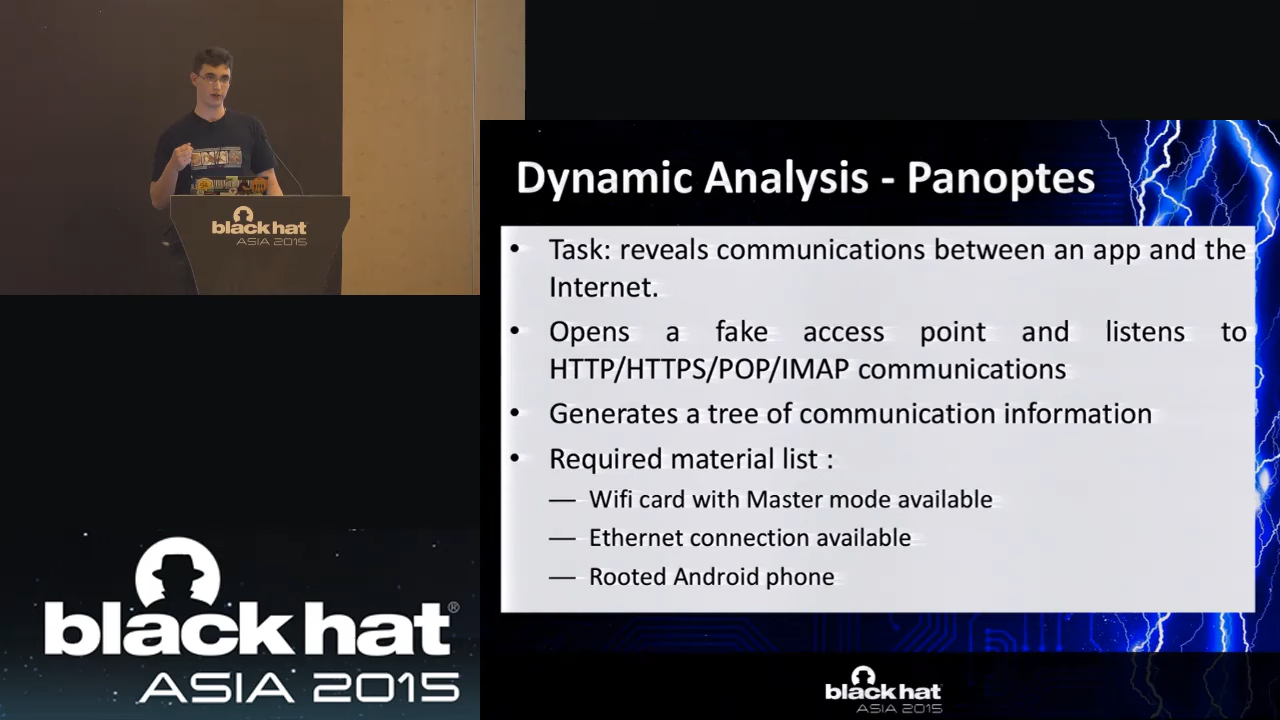 black hat
ASIA 2015
Dynamic Analysis - Panoptes
• Task: reveals communications between an app and the
Internet.
• Opens a fake access point and listens to
HTTP/HTTPS/POP/IMAP communications
• Generates a tree of communication information
• Required material list :
— Wifi card with Master mode available
— Ethernet connection available
— Rooted Android phone
black hat®
ASIA 2015
black hat
ASIA 2015